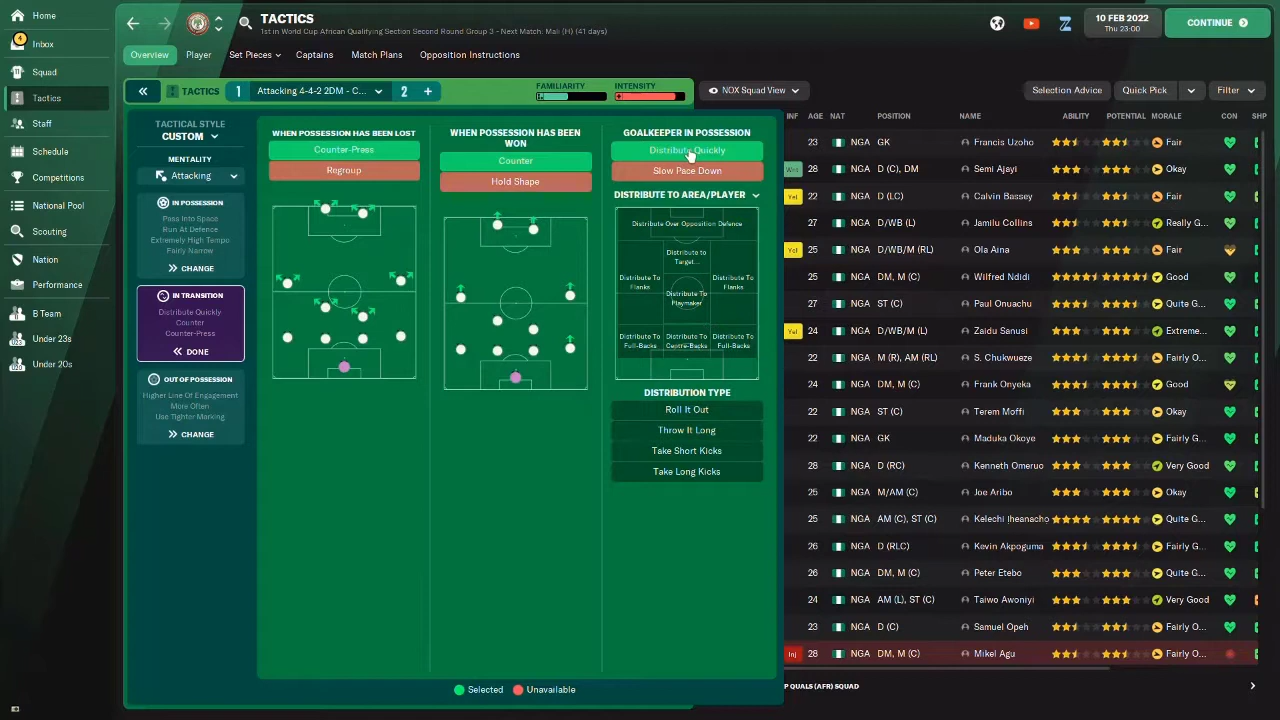 Home
4
Inbox
Squad
Tactics
Staff
Schedule
Competitions
National Pool
Scouting
Nation
Performance
B Team
Under 23s
Under 20s
TACTICS
1st in World Cup African Qualifying Section Second Round Group 3 - Next Match: Mali (H) (41 days)
10 FEB 2022
Thu 23:00
CONTINUE
Overview
Player
Set Pieces
Captains
Match Plans
Opposition Instructions
TACTICS
1
Attacking 4-4-2 2DM - C...
2
+
FAMILIARITY
INTENSITY
NOX Squad View
Selection Advice
Quick Pick
Filter
TACTICAL STYLE
CUSTOM
MENTALITY
Attacking
IN POSSESSION
Pass Into Space
Run At Defence
Extremely High Tempo
Fairly Narrow
CHANGE
IN TRANSITION
Distribute Quickly
Counter
Counter-Press
DONE
OUT OF POSSESSION
Higher Line Of Engagement
More Often
Use Tighter Marking
CHANGE
WHEN POSSESSION HAS BEEN LOST
Counter-Press
Regroup
WHEN POSSESSION HAS BEEN
WON
Counter
Hold Shape
GOALKEEPER IN POSSESSION
Distribute Quickly
Slow Pace Down
DISTRIBUTE TO AREA/PLAYER
Distribute Over Opposition Defence
Distribute to
Target...
Distribute To
Flanks
Distribute To
Playmaker
Distribute To
Flanks
Distribute To
Full-Backs
Distribute To
Centre-Backs
Distribute To
Full-Backs
DISTRIBUTION TYPE
Roll It Out
Throw It Long
Take Short Kicks
Take Long Kicks
Selected
Unavailable
INF AGE NAT POSITION NAME ABILITY POTENTIAL MORALE CON SHP
23 NGA GK Francis Uzoho Fair
Wnt 28 NGA D (C), DM Semi Ajayi Okay
Yel 22 NGA D (LC) Calvin Bassey Fair
27 NGA D/WB (L) Jamilu Collins Really G...
Yel 25 NGA D/WB/M (RL) Ola Aina Fair
25 NGA DM, M (C) Wilfred Ndidi Good
27 NGA ST (C) Paul Onuachu Quite G...
Yel 24 NGA D/WB/M (L) Zaidu Sanusi Extreme...
22 NGA M (R), AM (RL) S. Chukwueze Fairly G...
24 NGA DM, M (C) Frank Onyeka Good
22 NGA ST (C) Terem Moffi Okay
22 NGA GK Maduka Okoye Fairly G...
28 NGA D (RC) Kenneth Omeruo Very Good
25 NGA M/AM (C) Joe Aribo Okay
25 NGA AM (C), ST (C) Kelechi Iheanacho Quite G...
26 NGA D (RLC) Kevin Akpoguma Fairly G...
26 NGA DM, M (C) Peter Etebo Quite G...
24 NGA AM (L), ST (C) Taiwo Awoniyi Very Good
23 NGA D (C) Samuel Opeh Fairly O...
Inj 28 NGA DM, M (C) Mikel Agu Fairly O...
P QUALS (AFR) SQUAD